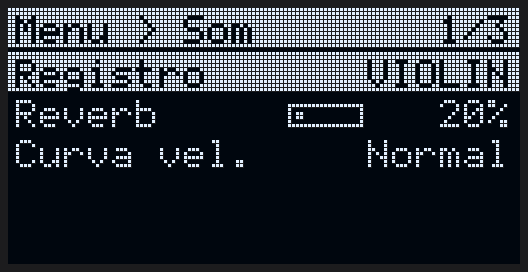 Menu > Som 1/3
Registro VIOLIN
Reverb 20%
Curva vel. Normal